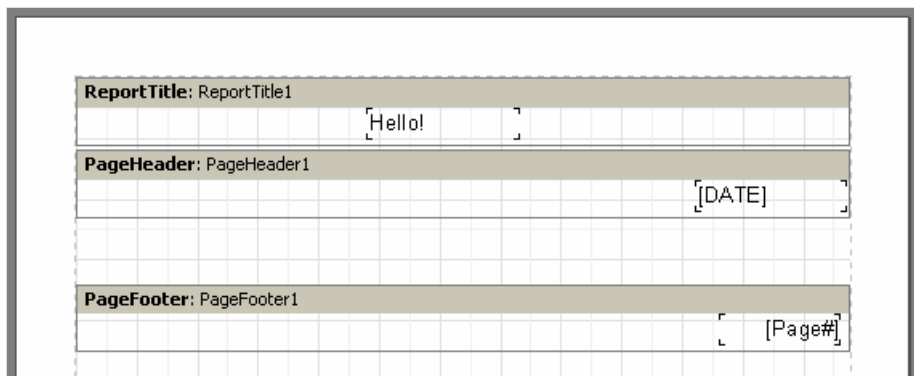 ReportTitle: ReportTitle1
Hello!
PageHeader: PageHeader1
[DATE]
PageFooter: PageFooter1
[Page#]